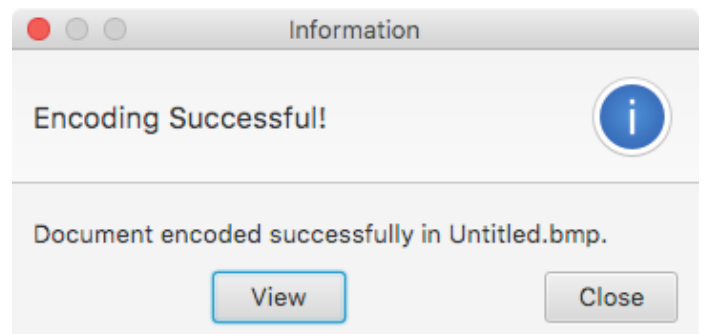 Information
Encoding Successful!
i
Document encoded successfully in Untitled.bmp.
View Close